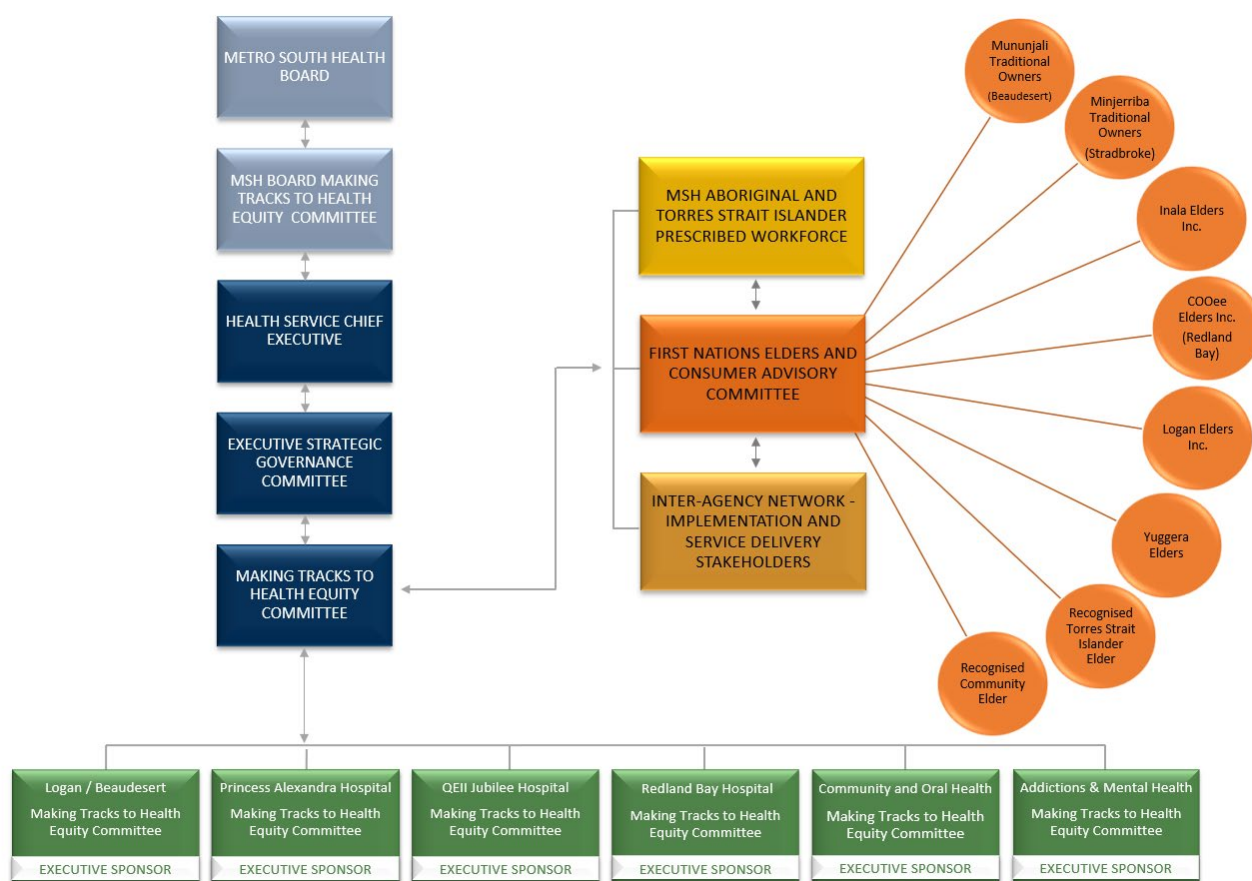 METRO SOUTH HEALTH
BOARD
MSH BOARD MAKING
TRACKS TO HEALTH
EQUITY COMMITTEE
HEALTH SERVICE CHIEF
EXECUTIVE
EXECUTIVE STRATEGIC
GOVERNANCE
COMMITTEE
MAKING TRACKS TO
HEALTH EQUITY
COMMITTEE
MSH ABORIGINAL AND
TORRES STRAIT ISLANDER
PRESCRIBED WORKFORCE
FIRST NATIONS ELDERS AND
CONSUMER ADVISORY
COMMITTEE
INTER-AGENCY NETWORK -
IMPLEMENTATION AND
SERVICE DELIVERY
STAKEHOLDERS
Mununjali
Traditional
Owners
(Beaudesert)
Minjerriba
Traditional
Owners
(Stradbroke)
Inala Elders
Inc.
COOee
Elders Inc.
(Redland
Bay)
Logan Elders
Inc.
Yuggera
Elders
Recognised
Torres Strait
Islander
Elder
Recognised
Community
Elder
Logan / Beaudesert
Making Tracks to Health
Equity Committee
EXECUTIVE SPONSOR
Princess Alexandra Hospital
Making Tracks to Health
Equity Committee
EXECUTIVE SPONSOR
QEII Jubilee Hospital
Making Tracks to Health
Equity Committee
EXECUTIVE SPONSOR
Redland Bay Hospital
Making Tracks to Health
Equity Committee
EXECUTIVE SPONSOR
Community and Oral Health
Making Tracks to Health
Equity Committee
EXECUTIVE SPONSOR
Addictions & Mental Health
Making Tracks to Health
Equity Committee
EXECUTIVE SPONSOR